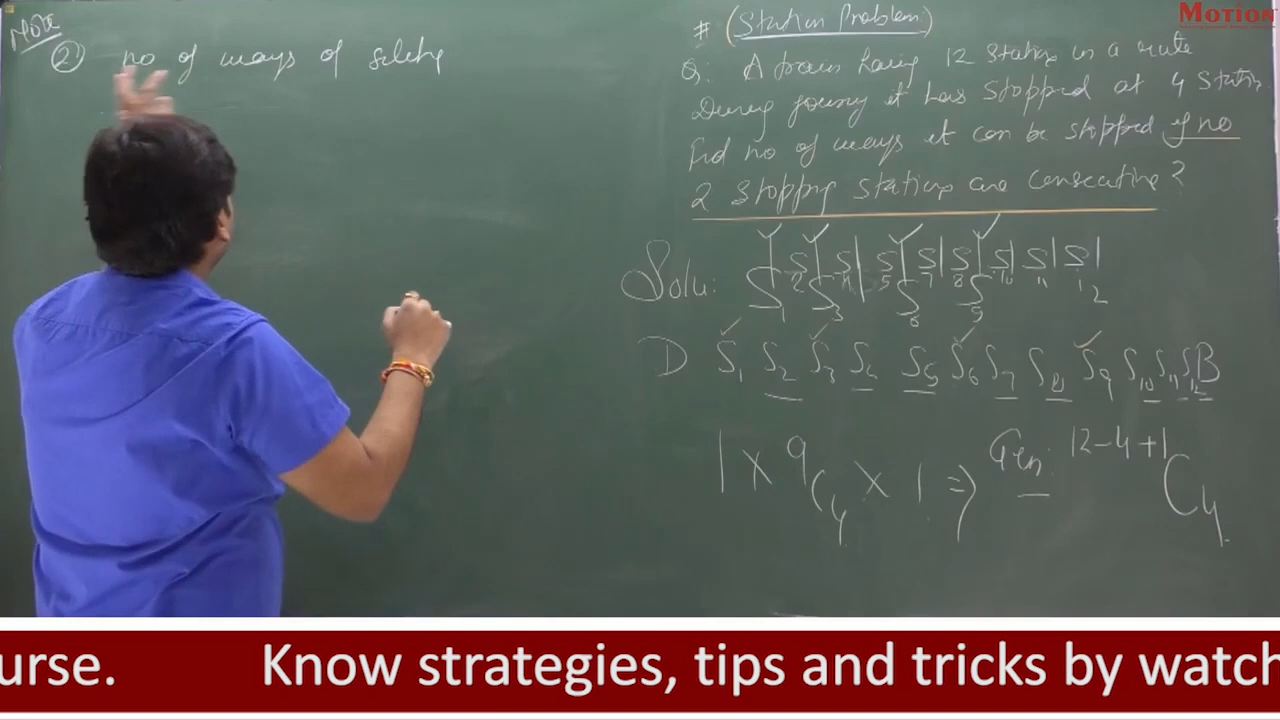 Note
② no of ways of
MOTION
# (Station Problem)
Q: A train having 12 station in a route
During journey it has stopped at 4 station
Find no of ways it can be stopped if no
2 stopping stations are consecutive?
Solu:
D S1 S2 S3 S4 S5 S6 S7 S8 S9 S10 S11 S12 B
1 × 9C4 × 1 ⇒ Gen: 12-4+1C4
urse. Know strategies, tips and tricks by watch